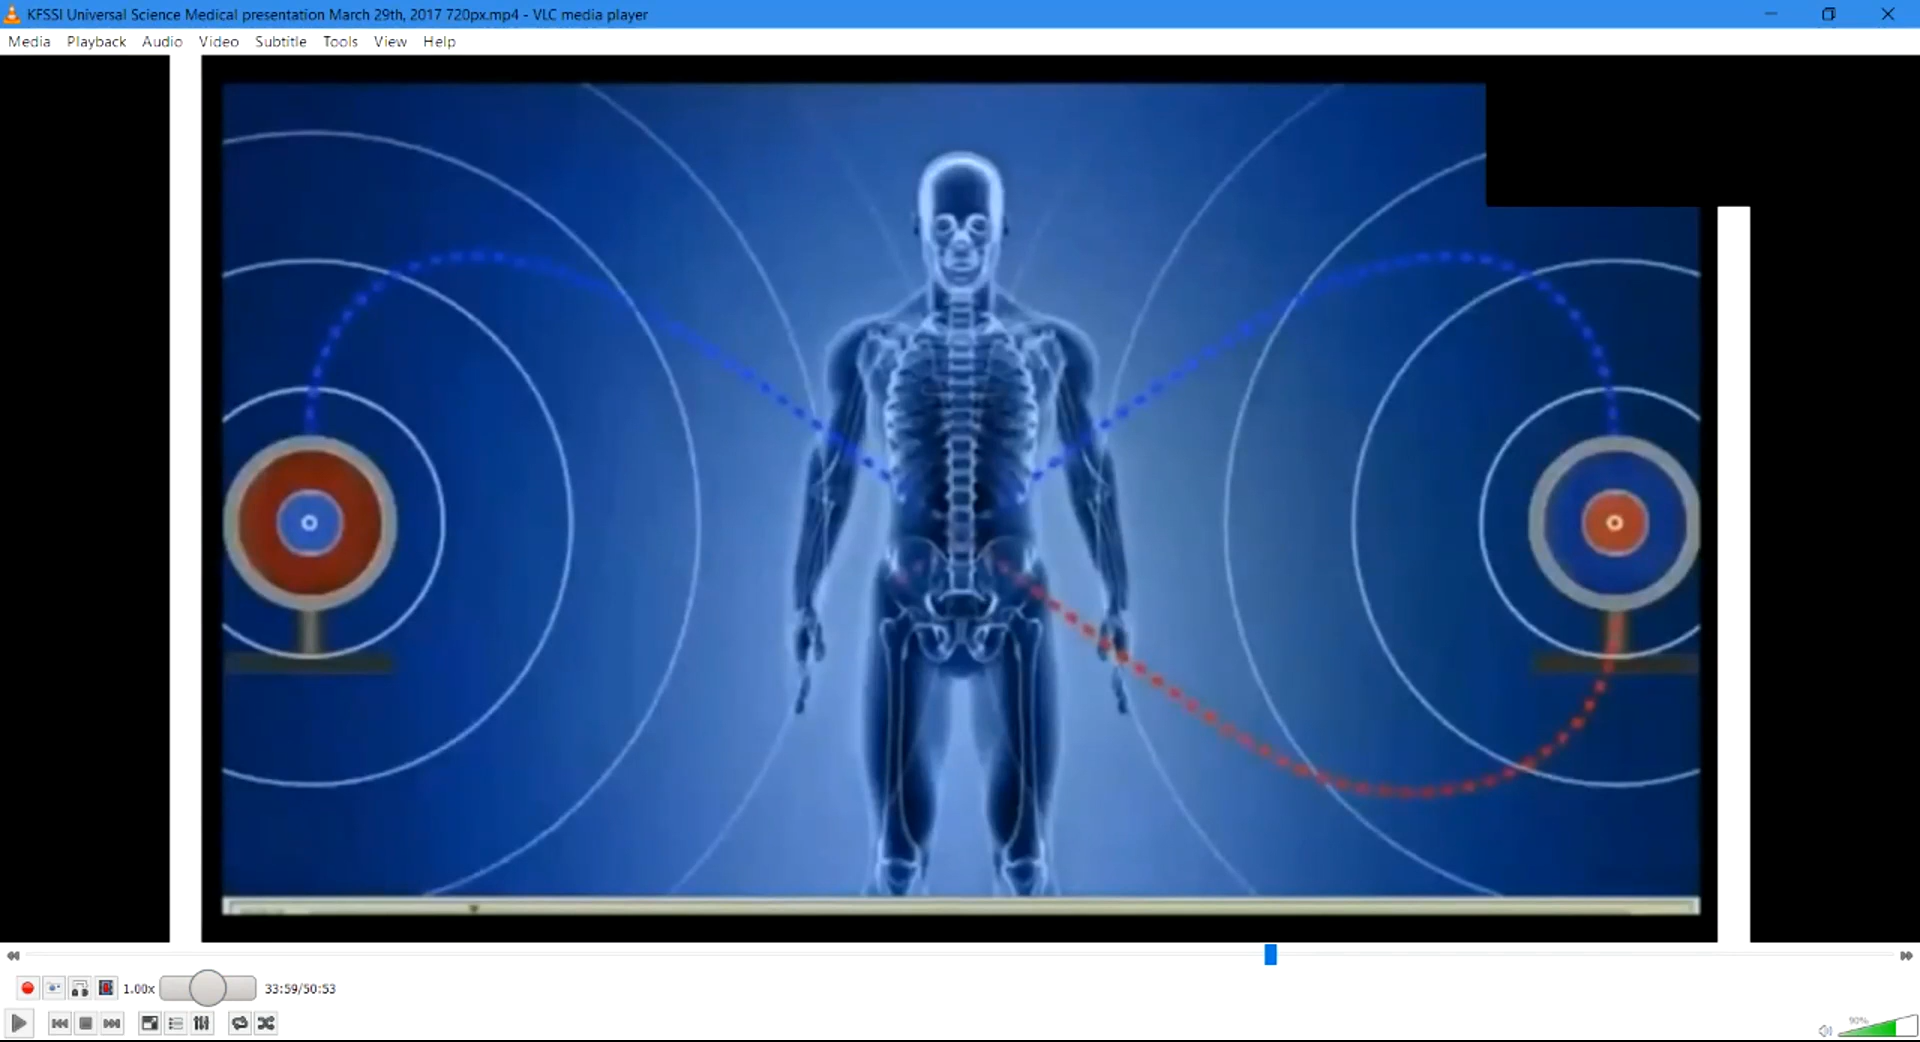 KFSSI Universal Science Medical presentation March 29th, 2017 720px.mp4 - VLC media player
Media Playback Audio Video Subtitle Tools View Help
1.00x 33:59/50:53
90%